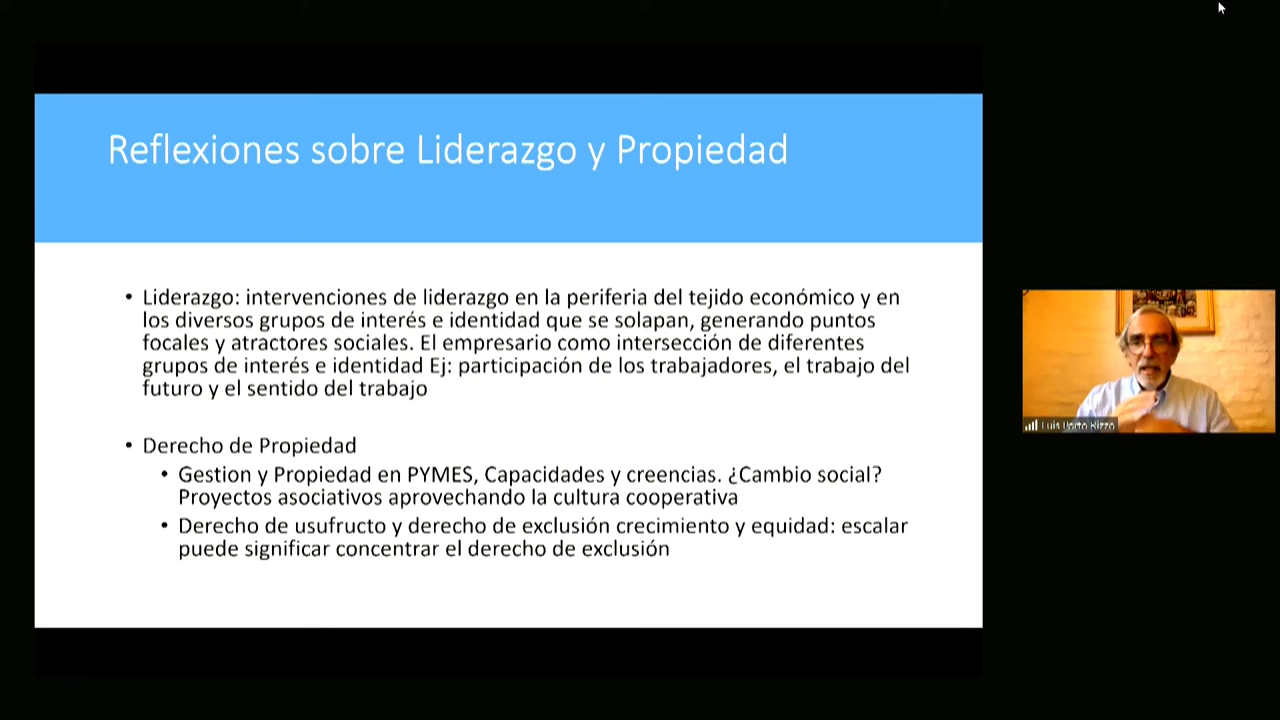 Reflexiones sobre Liderazgo y Propiedad
• Liderazgo: intervenciones de liderazgo en la periferia del tejido económico y en
los diversos grupos de interés e identidad que se solapan, generando puntos
focales y atractores sociales. El empresario como intersección de diferentes
grupos de interés e identidad Ej: participación de los trabajadores, el trabajo del
futuro y el sentido del trabajo
• Derecho de Propiedad
• Gestion y Propiedad en PYMES, Capacidades y creencias. ¿Cambio social?
Proyectos asociativos aprovechando la cultura cooperativa
• Derecho de usufructo y derecho de exclusión crecimiento y equidad: escalar
puede significar concentrar el derecho de exclusión
Luis Porto Rizzo